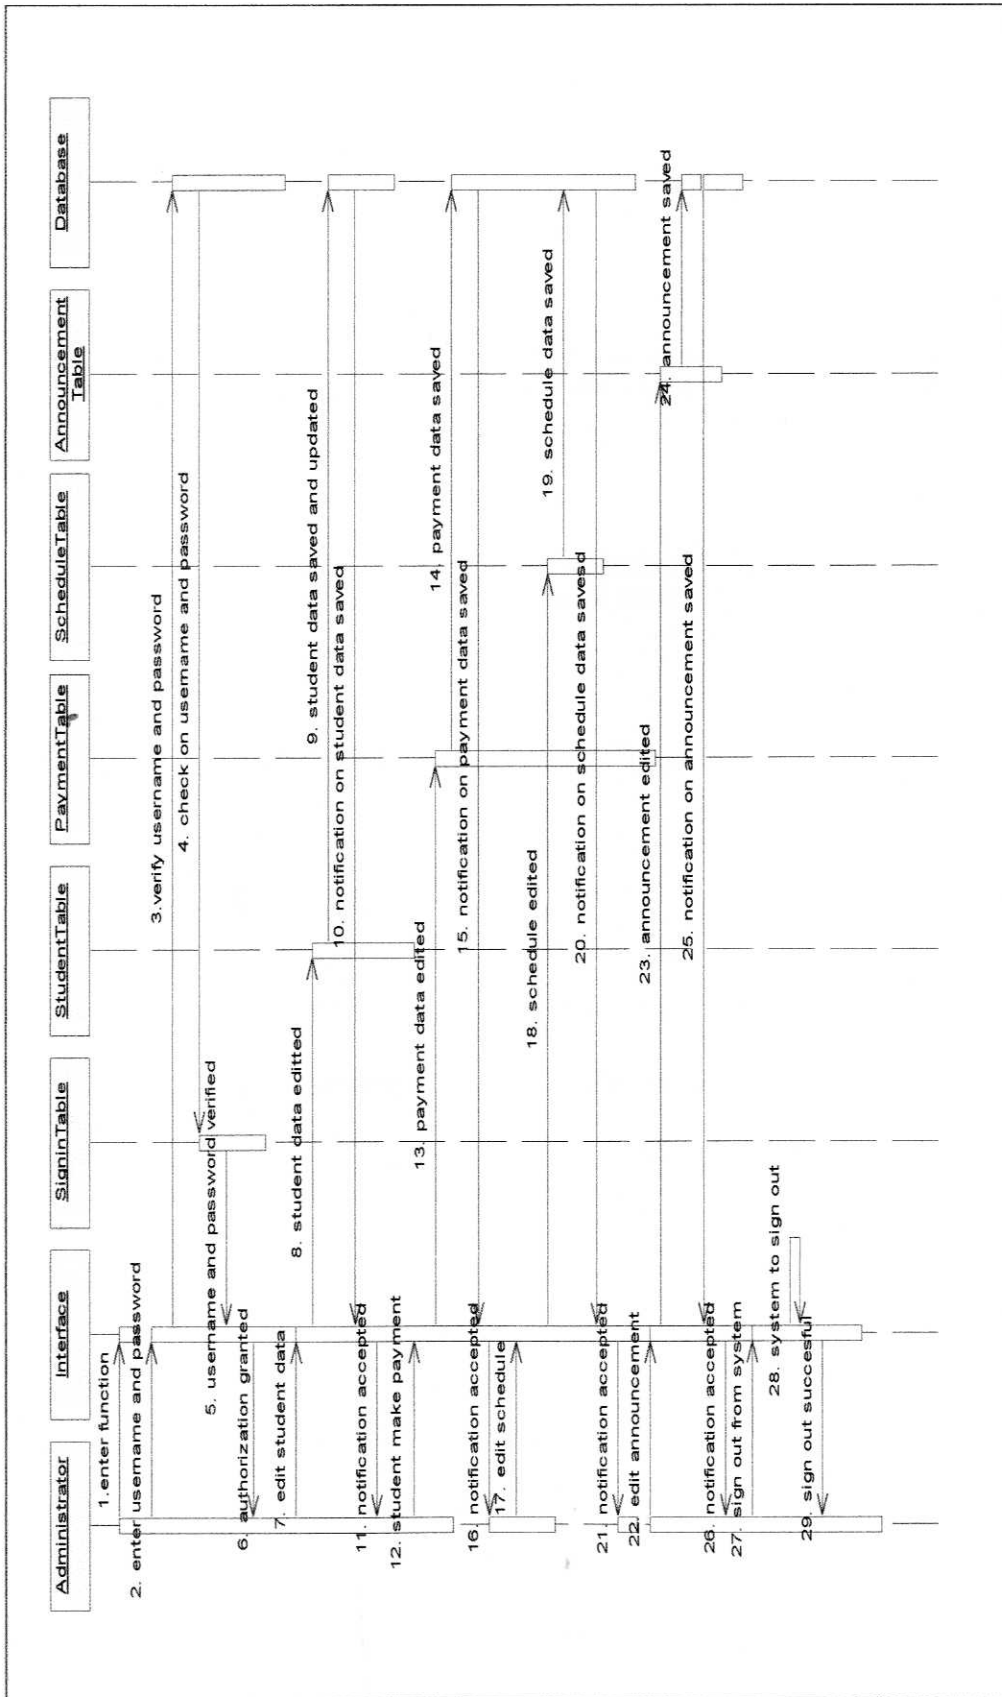 Administrator
Interface
SigninTable
StudentTable
PaymentTable
ScheduleTable
Announcement
Table
Database
1.enter function
2. enter username and password
3.verify username and password
4. check on username and password
5. username and password verified
6. authorization granted
7. edit student data
8. student data editted
9. student data saved and updated
10. notification on student data saved
11. notification accepted
12. student make payment
13. payment data edited
14. payment data saved
15. notification on payment data saved
16. notification accepted
17. edit schedule
18. schedule edited
19. schedule data saved
20. notification on schedule data savesd
21. notification accepted
22. edit announcement
23. announcement edited
24. announcement saved
25. notification on announcement saved
26. notification accepted
27. sign out from system
28. system to sign out
29. sign out succesful